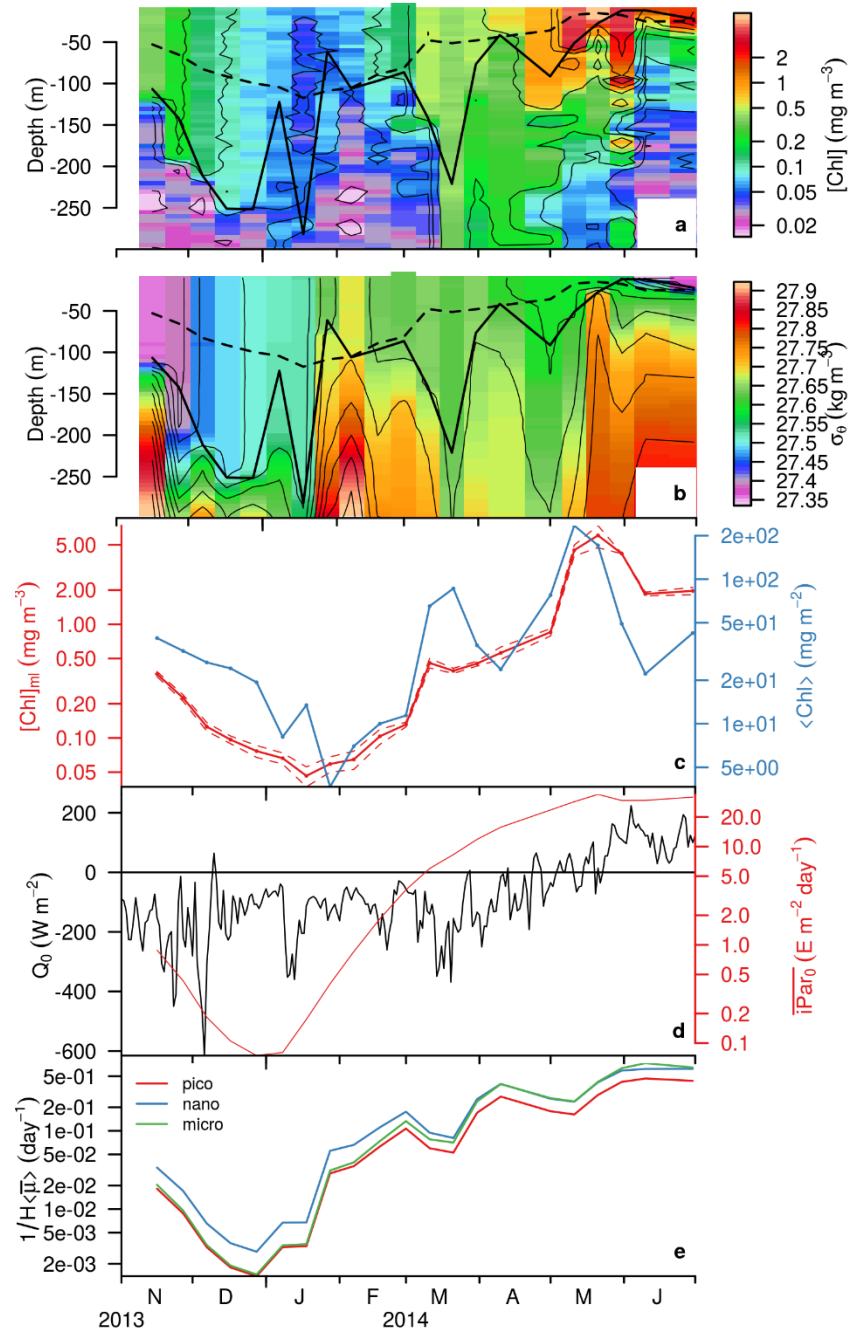 -50
-100
-150
-200
-250
Depth (m)
a
2
1
0.5
0.2
0.1
0.05
0.02
[Chl] (mg m⁻³)
-50
-100
-150
-200
-250
Depth (m)
b
27.9
27.85
27.8
27.75
27.7
27.65
27.6
27.55
27.5
27.45
27.4
27.35
σθ (kg m⁻³)
5.00
2.00
1.00
0.50
0.20
0.10
0.05
[Chl]ml (mg m⁻³)
c
2e+02
1e+02
5e+01
2e+01
1e+01
5e+00
<Chl> (mg m⁻²)
200
0
-200
-400
-600
Q₀ (W m⁻²)
d
20.0
10.0
5.0
2.0
1.0
0.5
0.2
0.1
iPar₀ (E m⁻² day⁻¹)
5e-01
2e-01
1e-01
5e-02
2e-02
1e-02
5e-03
2e-03
1/H<μ̅> (day⁻¹)
pico
nano
micro
e
N D J F M A M J
2013 2014